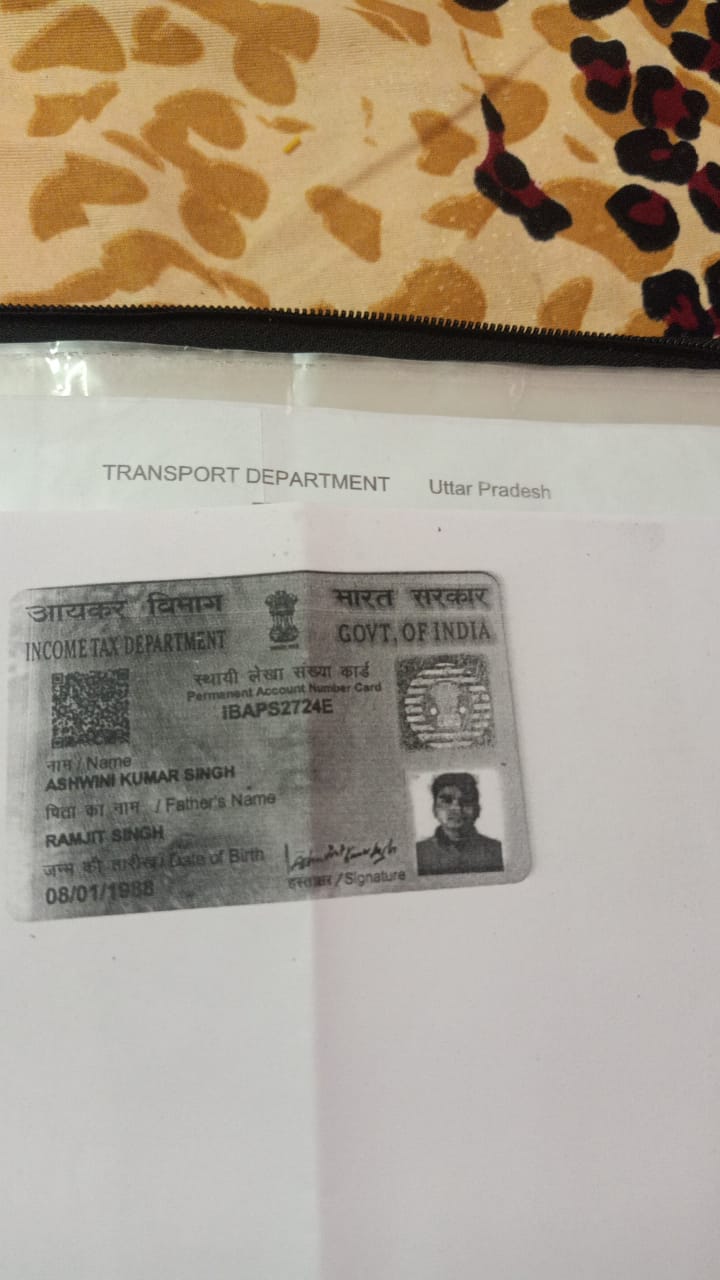 TRANSPORT DEPARTMENT Uttar Pradesh
आयकर विभाग
INCOME TAX DEPARTMENT
भारत सरकार
GOVT. OF INDIA
स्थायी लेखा संख्या कार्ड
Permanent Account Number Card
IBAPS2724E
नाम / Name
ASHWINI KUMAR SINGH
पिता का नाम / Father's Name
RAMJIT SINGH
जन्म की तारीख / Date of Birth
08/01/1988
हस्ताक्षर / Signature